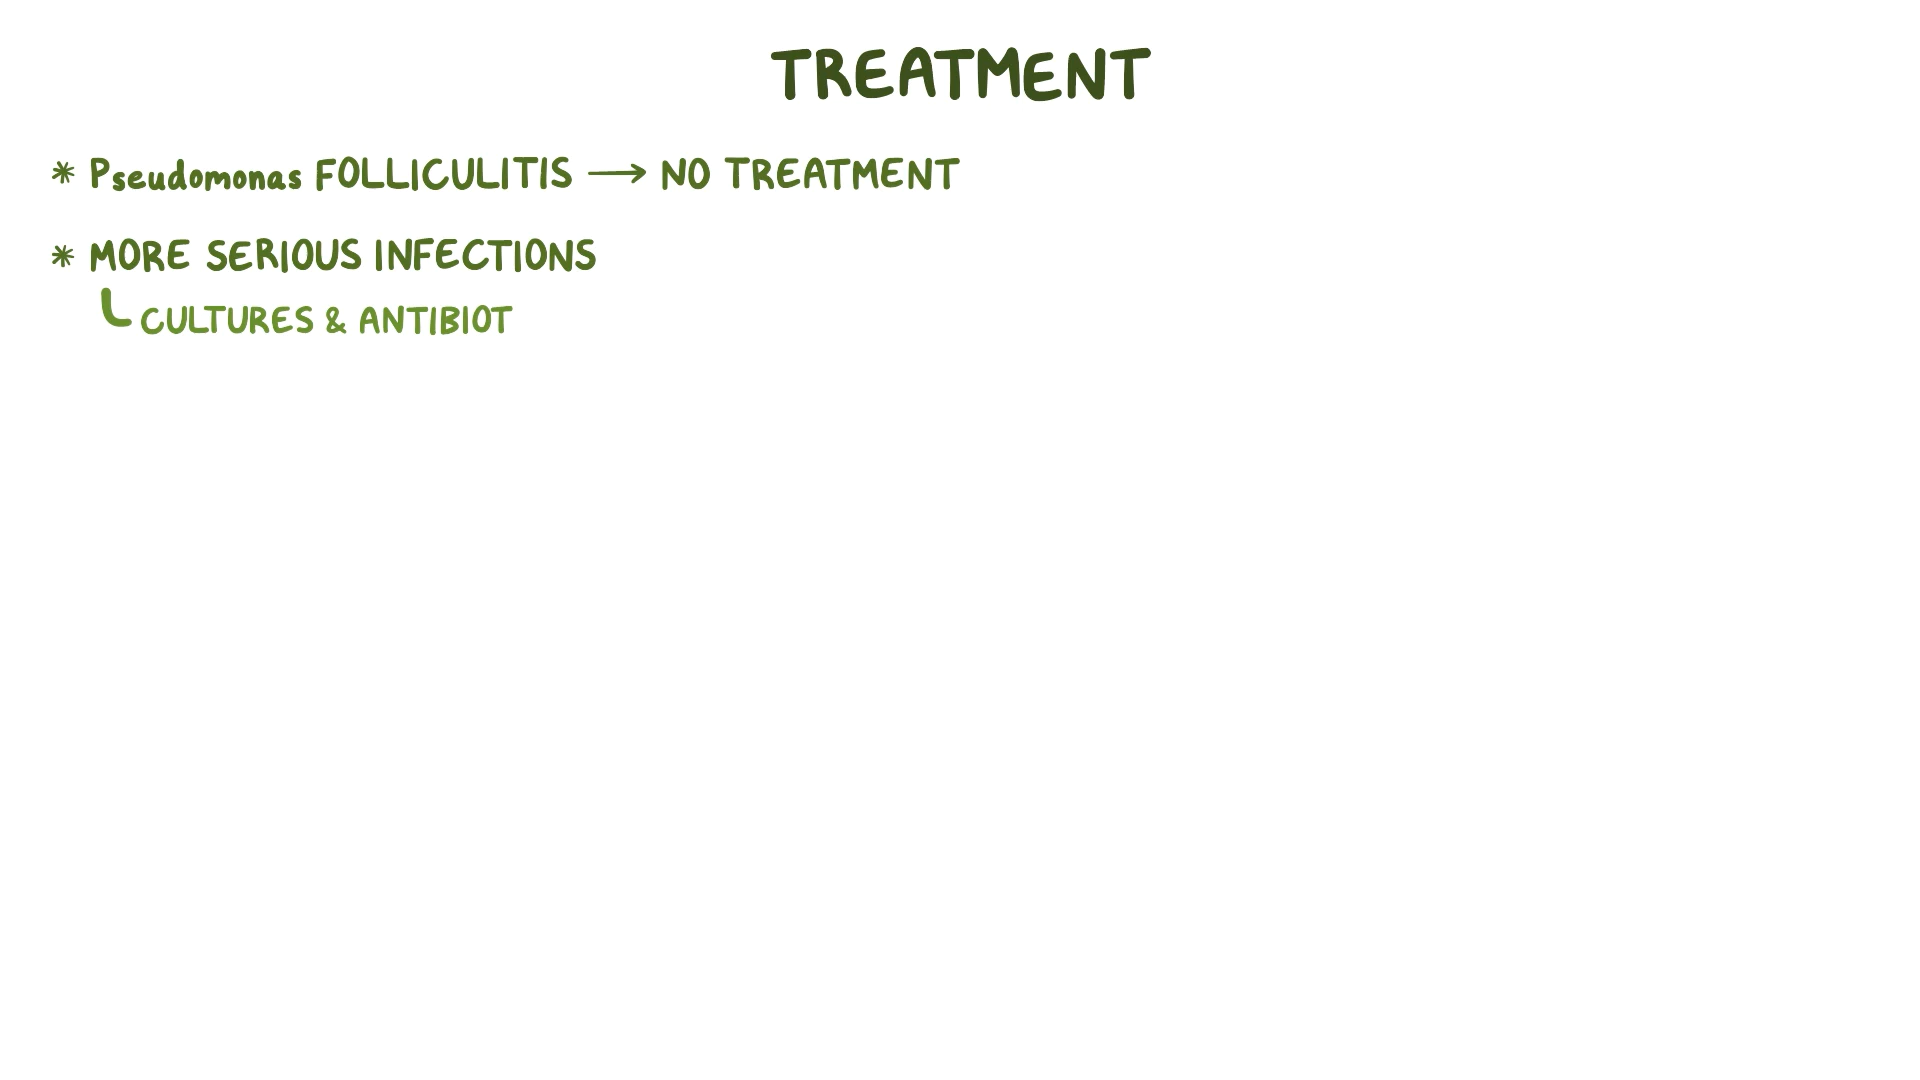 TREATMENT
* Pseudomonas FOLLICULITIS → NO TREATMENT
* MORE SERIOUS INFECTIONS
CULTURES & ANTIBIOT